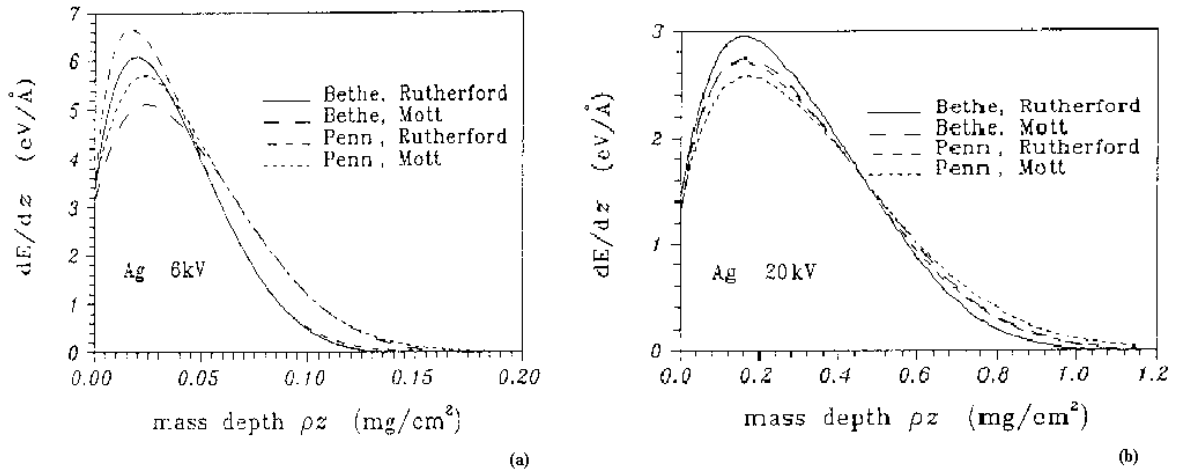 7
6
5
4
3
2
1
0
dE/dz (eV/Å)
Bethe, Rutherford
Bethe, Mott
Penn, Rutherford
Penn, Mott
Ag 6kV
0.00 0.05 0.10 0.15 0.20
mass depth ρz (mg/cm²)
(a)
3
2
1
0
dE/dz (eV/Å)
Bethe, Rutherford
Bethe, Mott
Penn, Rutherford
Penn, Mott
Ag 20kV
0.0 0.2 0.4 0.6 0.8 1.0 1.2
mass depth ρz (mg/cm²)
(b)